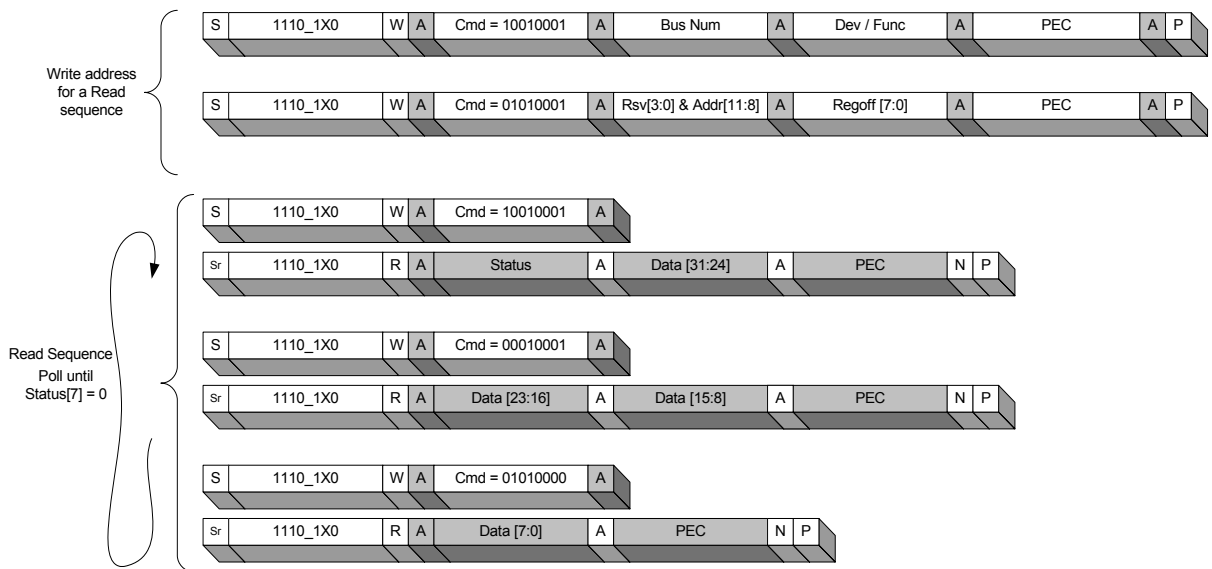 S 1110_1X0 W A Cmd = 10010001 A Bus Num A Dev / Func A PEC A P
Write address
for a Read
sequence
S 1110_1X0 W A Cmd = 01010001 A Rsv[3:0] & Addr[11:8] A Regoff [7:0] A PEC A P
S 1110_1X0 W A Cmd = 10010001 A
Sr 1110_1X0 R A Status A Data [31:24] A PEC N P
Read Sequence
Poll until
Status[7] = 0
S 1110_1X0 W A Cmd = 00010001 A
Sr 1110_1X0 R A Data [23:16] A Data [15:8] A PEC N P
S 1110_1X0 W A Cmd = 01010000 A
Sr 1110_1X0 R A Data [7:0] A PEC N P